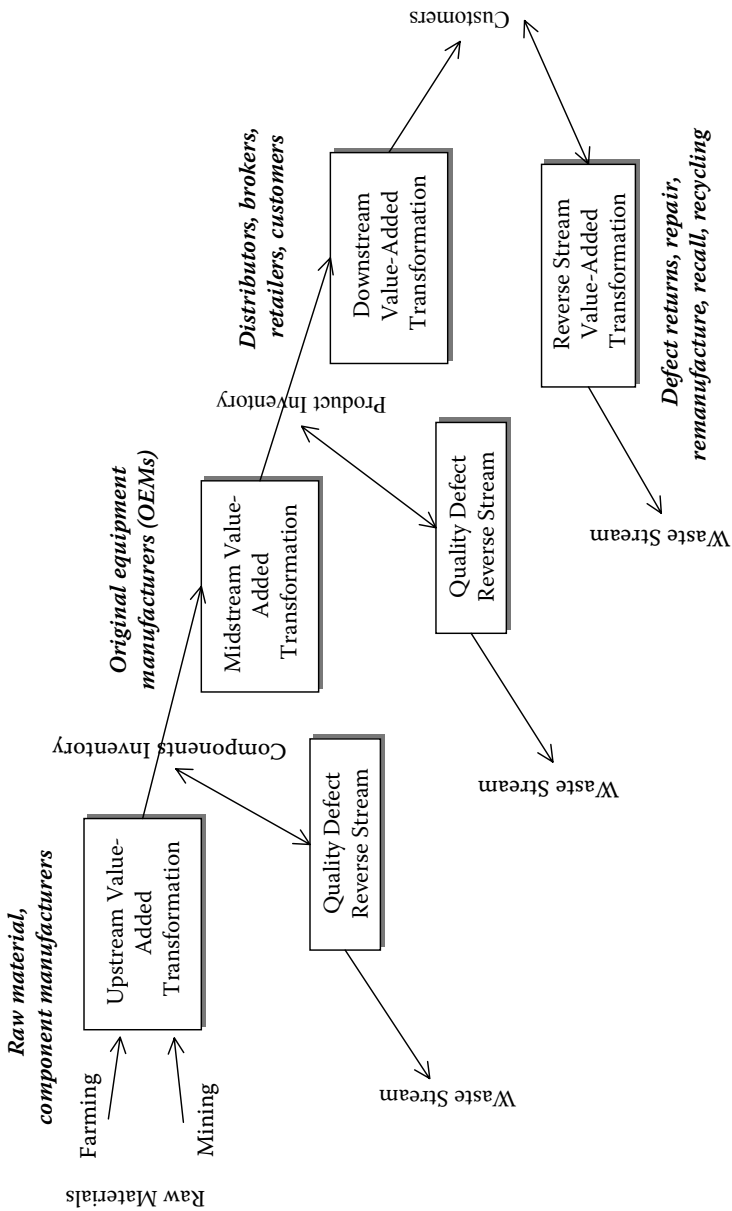 Raw Materials
Farming
Mining
Raw material,
component manufacturers
Upstream Value-
Added
Transformation
Components Inventory
Quality Defect
Reverse Stream
Waste Stream
Original equipment
manufacturers (OEMs)
Midstream Value-
Added
Transformation
Product Inventory
Quality Defect
Reverse Stream
Waste Stream
Distributors, brokers,
retailers, customers
Downstream
Value-Added
Transformation
Customers
Reverse Stream
Value-Added
Transformation
Defect returns, repair,
remanufacture, recall, recycling
Waste Stream